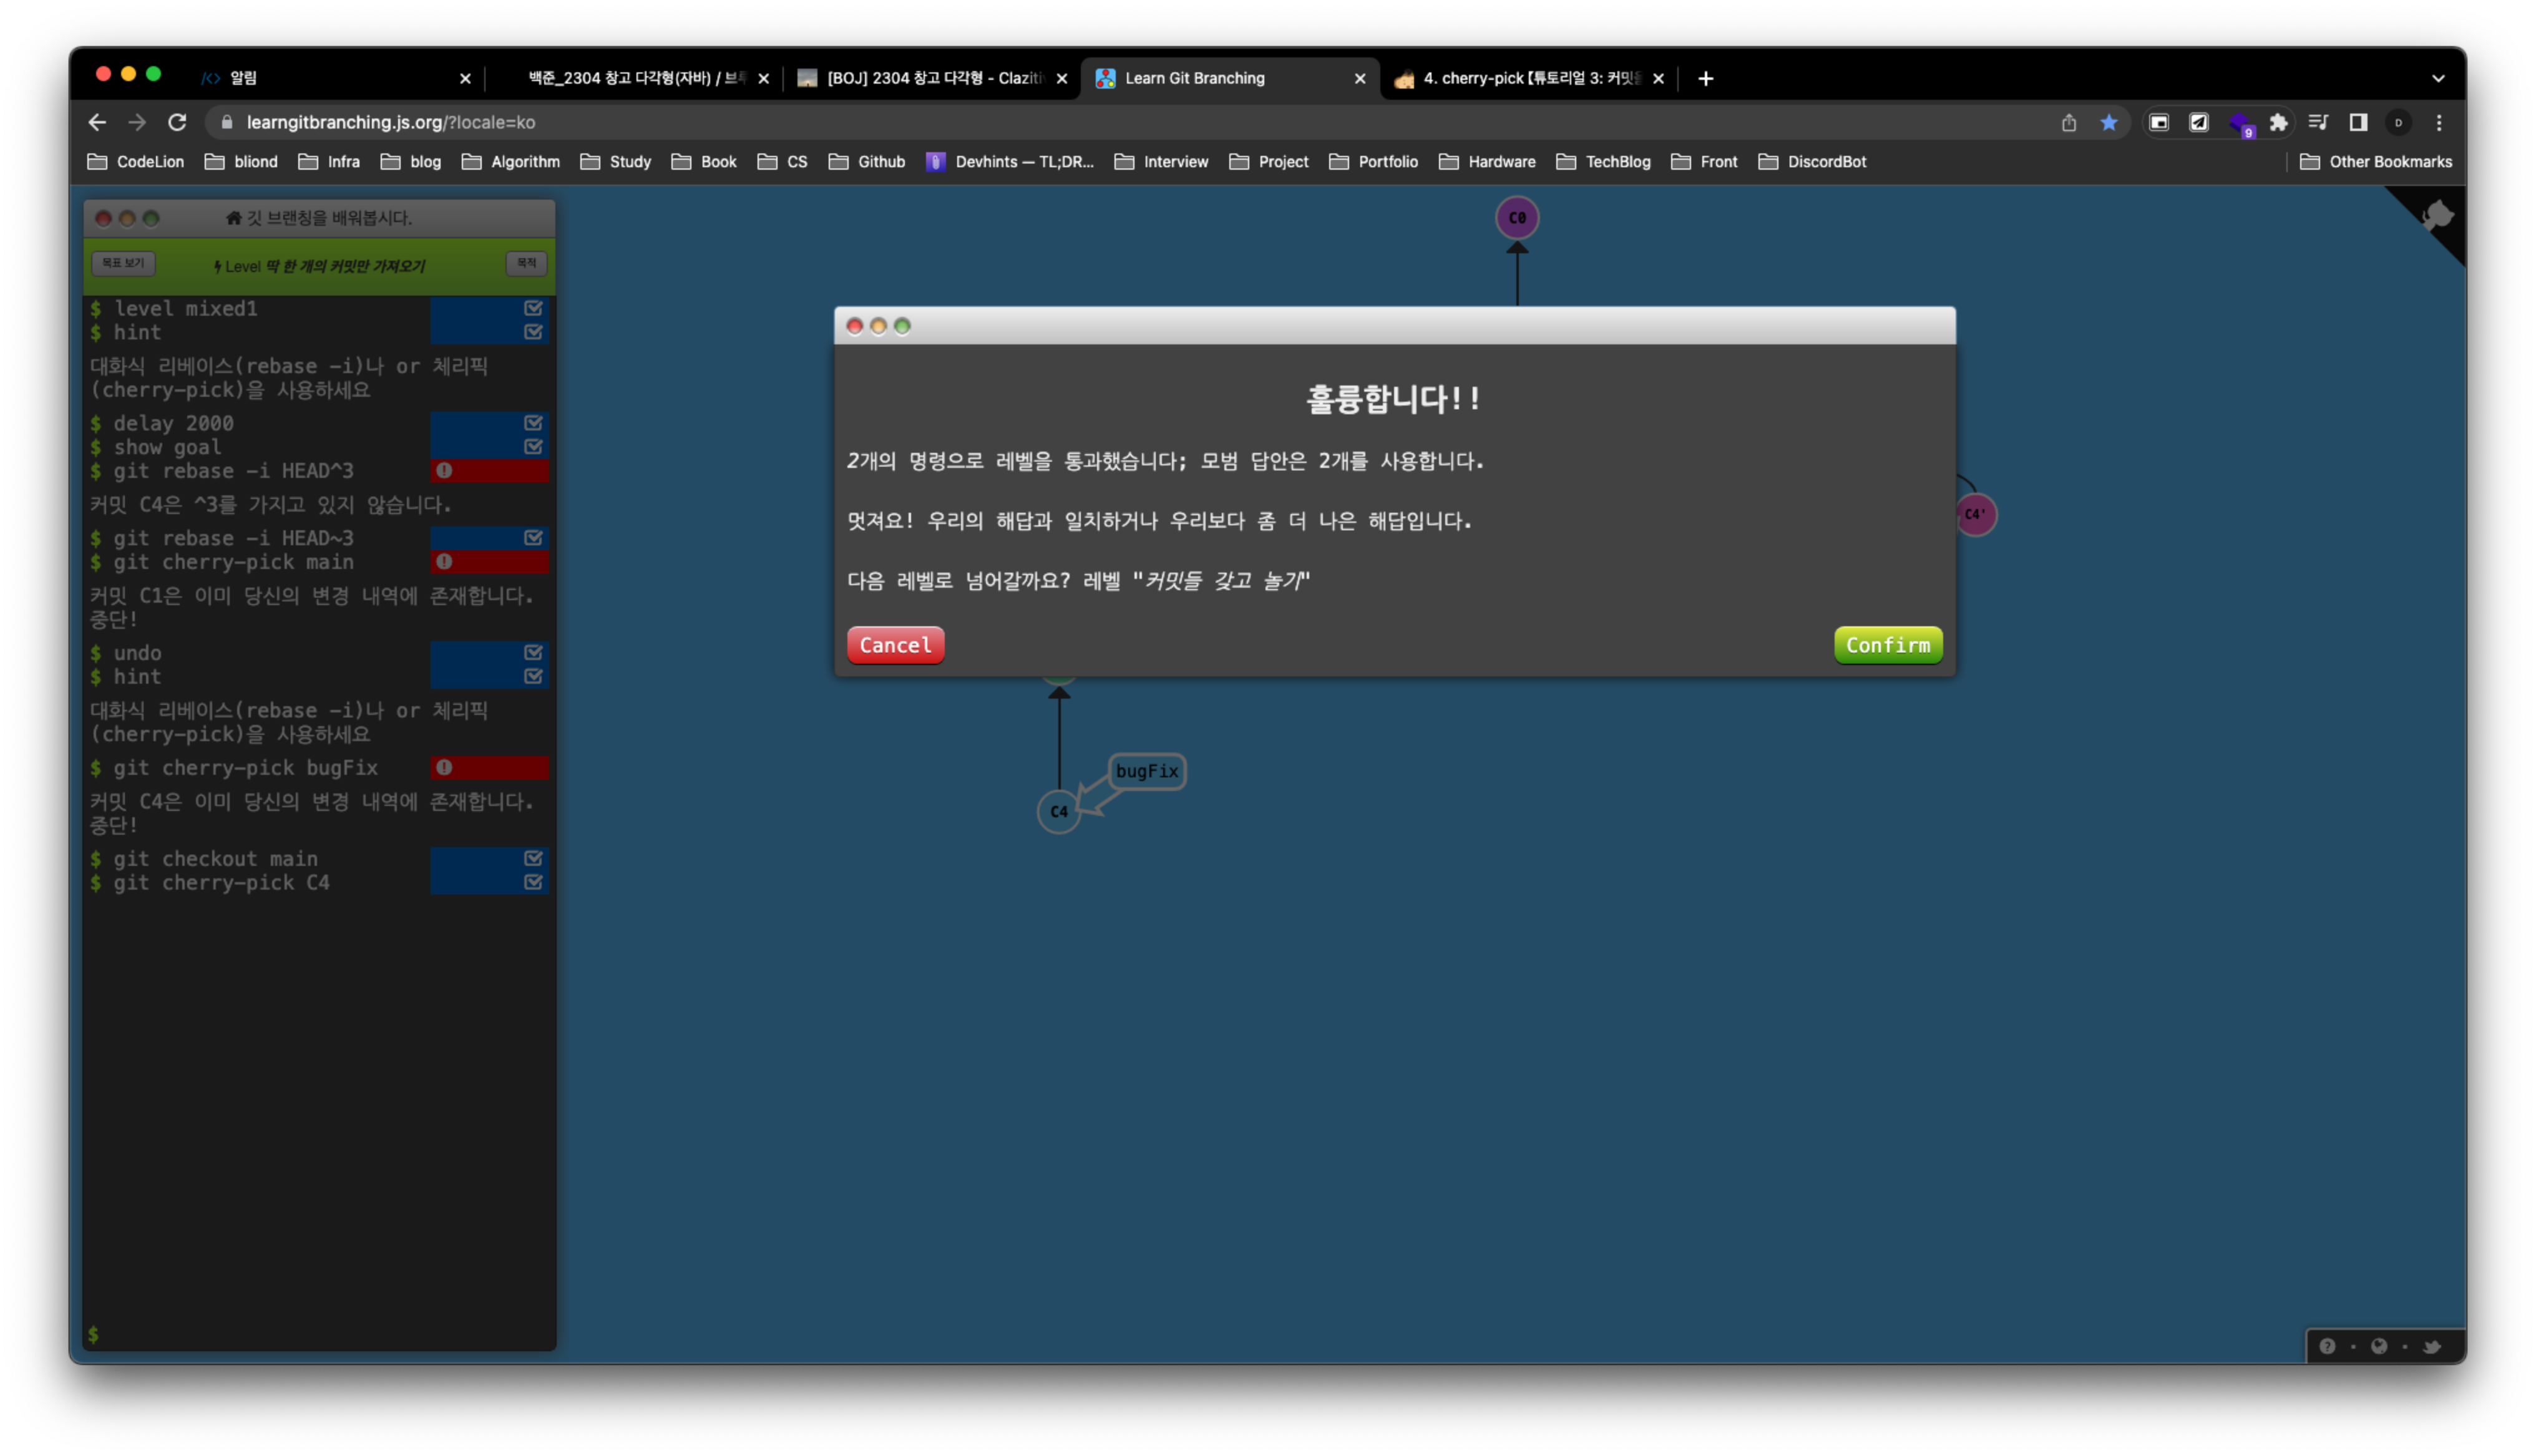 알림
백준_2304 창고 다각형(자바) / 브루
[BOJ] 2304 창고 다각형 - Claziti
Learn Git Branching
4. cherry-pick【튜토리얼 3: 커밋을
learngitbranching.js.org/?locale=ko
9
D
CodeLion bliond Infra blog Algorithm Study Book CS Github Devhints — TL;DR... Interview Project Portfolio Hardware TechBlog Front DiscordBot Other Bookmarks
깃 브랜칭을 배워봅시다.
목표 보기
Level 딱 한 개의 커밋만 가져오기
목적
$ level mixed1
$ hint
대화식 리베이스(rebase -i)나 or 체리픽
(cherry-pick)을 사용하세요
$ delay 2000
$ show goal
$ git rebase -i HEAD^3
커밋 C4은 ^3를 가지고 있지 않습니다.
$ git rebase -i HEAD~3
$ git cherry-pick main
커밋 C1은 이미 당신의 변경 내역에 존재합니다.
중단!
$ undo
$ hint
대화식 리베이스(rebase -i)나 or 체리픽
(cherry-pick)을 사용하세요
$ git cherry-pick bugFix
커밋 C4은 이미 당신의 변경 내역에 존재합니다.
중단!
$ git checkout main
$ git cherry-pick C4
$
C0
훌륭합니다!!
2개의 명령으로 레벨을 통과했습니다; 모범 답안은 2개를 사용합니다.
멋져요! 우리의 해답과 일치하거나 우리보다 좀 더 나은 해답입니다.
다음 레벨로 넘어갈까요? 레벨 "커밋들 갖고 놀기"
Cancel
Confirm
C4'
bugFix
C4